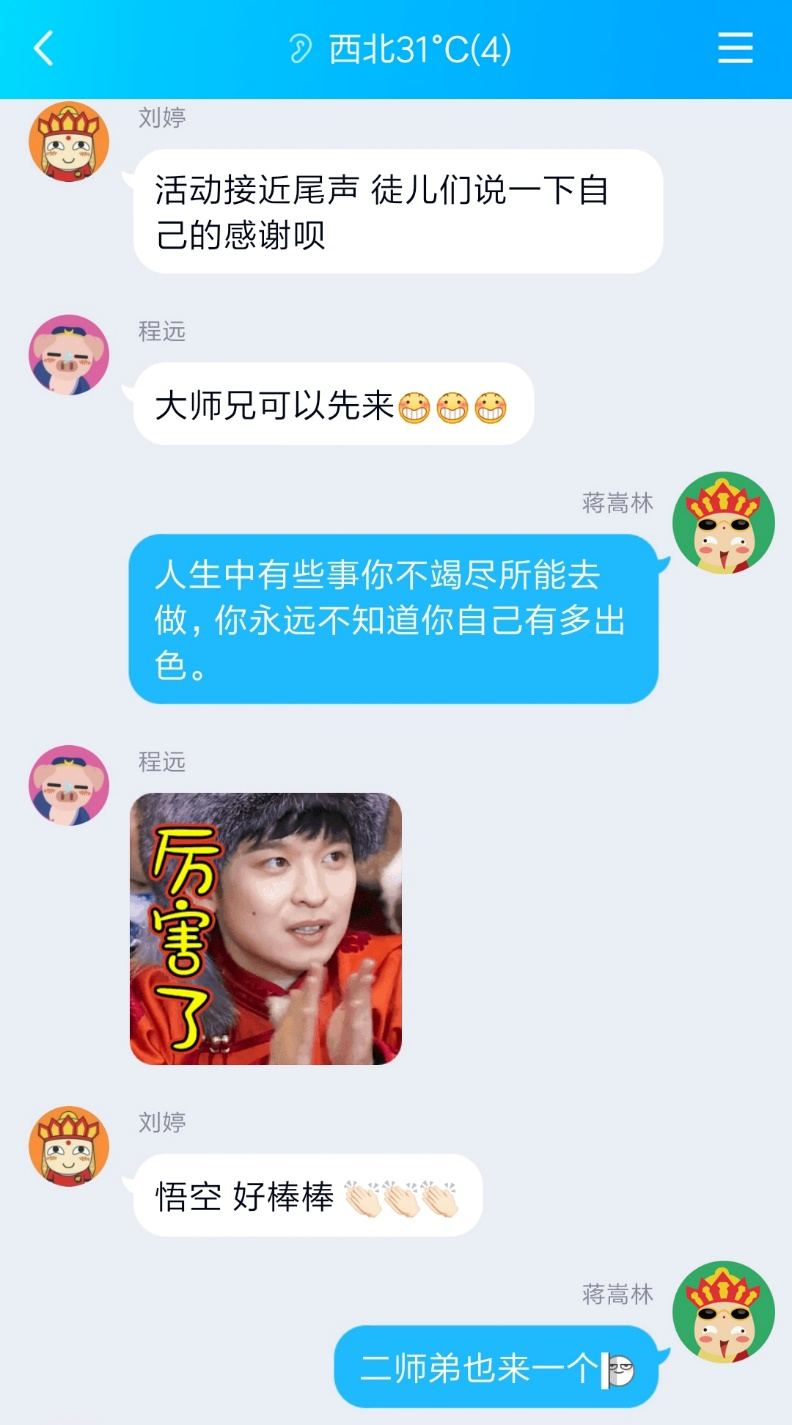 西北31°C(4)
刘婷
活动接近尾声 徒儿们说一下自
己的感谢呗
程远
大师兄可以先来😁😁😁
蒋嵩林
人生中有些事你不竭尽所能去
做，你永远不知道你自己有多出
色。
程远
厉害了
刘婷
悟空 好棒棒 👏🏻👏🏻👏🏻
蒋嵩林
二师弟也来一个